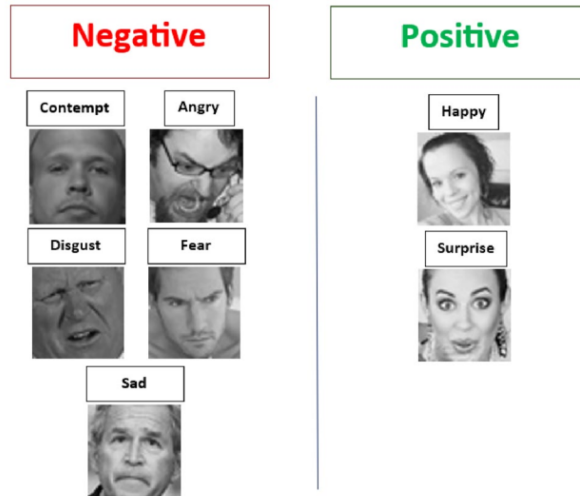 Negative
Positive
Contempt
Angry
Happy
Disgust
Fear
Surprise
Sad